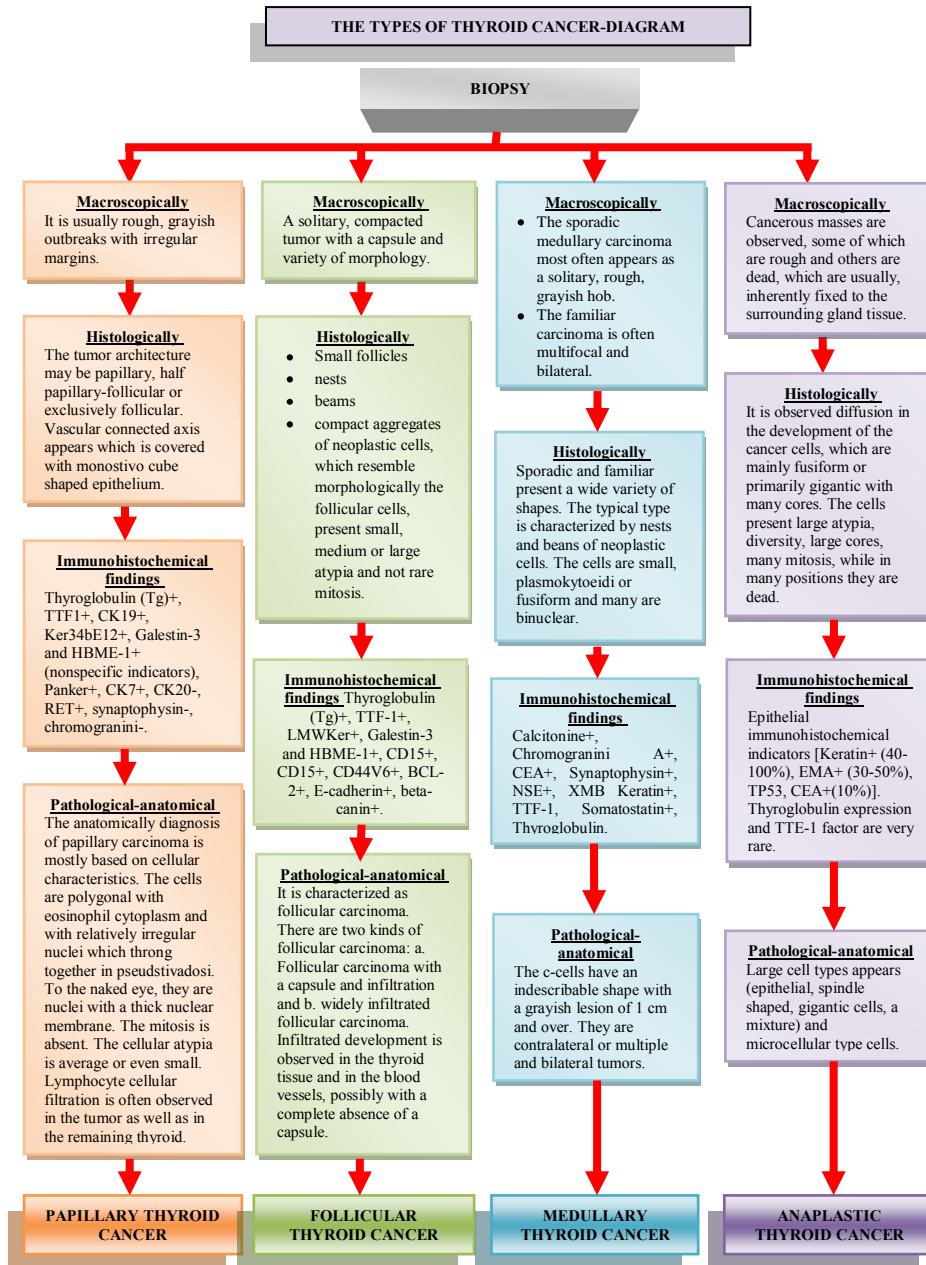 THE TYPES OF THYROID CANCER-DIAGRAM
BIOPSY
Macroscopically
It is usually rough, grayish
outbreaks with irregular
margins.
Histologically
The tumor architecture
may be papillary, half
papillary-follicular or
exclusively follicular.
Vascular connected axis
appears which is covered
with monostivo cube
shaped epithelium.
Immunohistochemical
findings
Thyroglobulin (Tg)+,
TTF1+, CK19+,
Ker34bE12+, Galestin-3
and HBME-1+
(nonspecific indicators),
Panker+, CK7+, CK20-,
RET+, synaptophysin-,
chromogranini-.
Pathological-anatomical
The anatomically diagnosis
of papillary carcinoma is
mostly based on cellular
characteristics. The cells
are polygonal with
eosinophil cytoplasm and
with relatively irregular
nuclei which throng
together in pseudstivadosi.
To the naked eye, they are
nuclei with a thick nuclear
membrane. The mitosis is
absent. The cellular atypia
is average or even small.
Lymphocyte cellular
filtration is often observed
in the tumor as well as in
the remaining thyroid.
PAPILLARY THYROID
CANCER
Macroscopically
A solitary, compacted
tumor with a capsule and
variety of morphology.
Histologically
• Small follicles
• nests
• beams
• compact aggregates
of neoplastic cells,
which resemble
morphologically the
follicular cells,
present small,
medium or large
atypia and not rare
mitosis.
Immunohistochemical
findings Thyroglobulin
(Tg)+, TTF-1+,
LMWKer+, Galestin-3
and HBME-1+, CD15+,
CD15+, CD44V6+, BCL-
2+, E-cadherin+, beta-
canin+.
Pathological-anatomical
It is characterized as
follicular carcinoma.
There are two kinds of
follicular carcinoma: a.
Follicular carcinoma with
a capsule and infiltration
and b. widely infiltrated
follicular carcinoma.
Infiltrated development is
observed in the thyroid
tissue and in the blood
vessels, possibly with a
complete absence of a
capsule.
FOLLICULAR
THYROID CANCER
Macroscopically
• The sporadic
medullary carcinoma
most often appears as
a solitary, rough,
grayish hob.
• The familiar
carcinoma is often
multifocal and
bilateral.
Histologically
Sporadic and familiar
present a wide variety of
shapes. The typical type
is characterized by nests
and beans of neoplastic
cells. The cells are small,
plasmokytoeidi or
fusiform and many are
binuclear.
Immunohistochemical
findings
Calcitonine+,
Chromogranini A+,
CEA+, Synaptophysin+,
NSE+, XMB Keratin+,
TTF-1, Somatostatin+,
Thyroglobulin.
Pathological-
anatomical
The c-cells have an
indescribable shape with
a grayish lesion of 1 cm
and over. They are
contralateral or multiple
and bilateral tumors.
MEDULLARY
THYROID CANCER
Macroscopically
Cancerous masses are
observed, some of which
are rough and others are
dead, which are usually,
inherently fixed to the
surrounding gland tissue.
Histologically
It is observed diffusion in
the development of the
cancer cells, which are
mainly fusiform or
primarily gigantic with
many cores. The cells
present large atypia,
diversity, large cores,
many mitosis, while in
many positions they are
dead.
Immunohistochemical
findings
Epithelial
immunohistochemical
indicators [Keratin+ (40-
100%), EMA+ (30-50%),
TP53, CEA+(10%)].
Thyroglobulin expression
and TTE-1 factor are very
rare.
Pathological-anatomical
Large cell types appears
(epithelial, spindle
shaped, gigantic cells, a
mixture) and
microcellular type cells.
ANAPLASTIC
THYROID CANCER